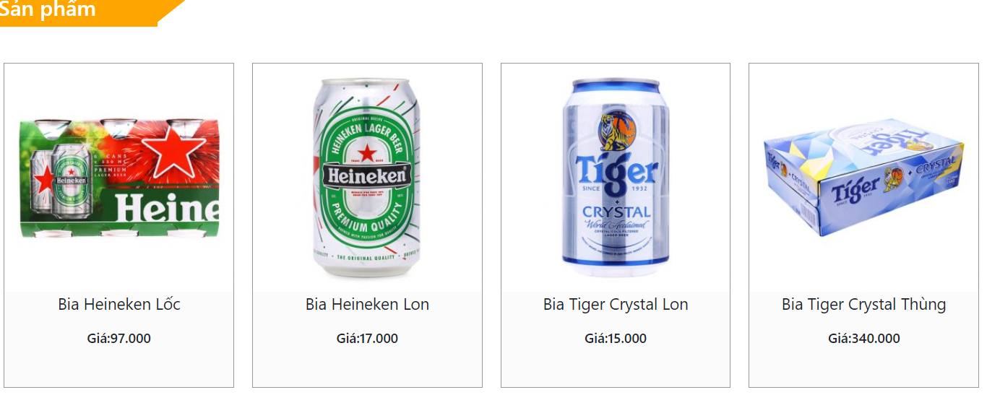 Sản phẩm
6 CANS
x 330 ML
PREMIUM
LAGER BEER
Heineken
Heine
ORIGINAL RECIPE
HEINEKEN LAGER BEER
TRADE MARK
Heineken®
PREMIUM QUALITY
BREWED WITH PASSION FOR QUALITY
THE ORIGINAL QUALITY
Tiger
SINCE 1932
CRYSTAL
World Acclaimed
CRYSTAL COLD FILTERED
LAGER BEER
Tiger
CRYSTAL
Tiger
CRYSTAL
Tiger
SINCE 1932
CRYSTAL
Bia Heineken Lốc
Bia Heineken Lon
Bia Tiger Crystal Lon
Bia Tiger Crystal Thùng
Giá:97.000
Giá:17.000
Giá:15.000
Giá:340.000